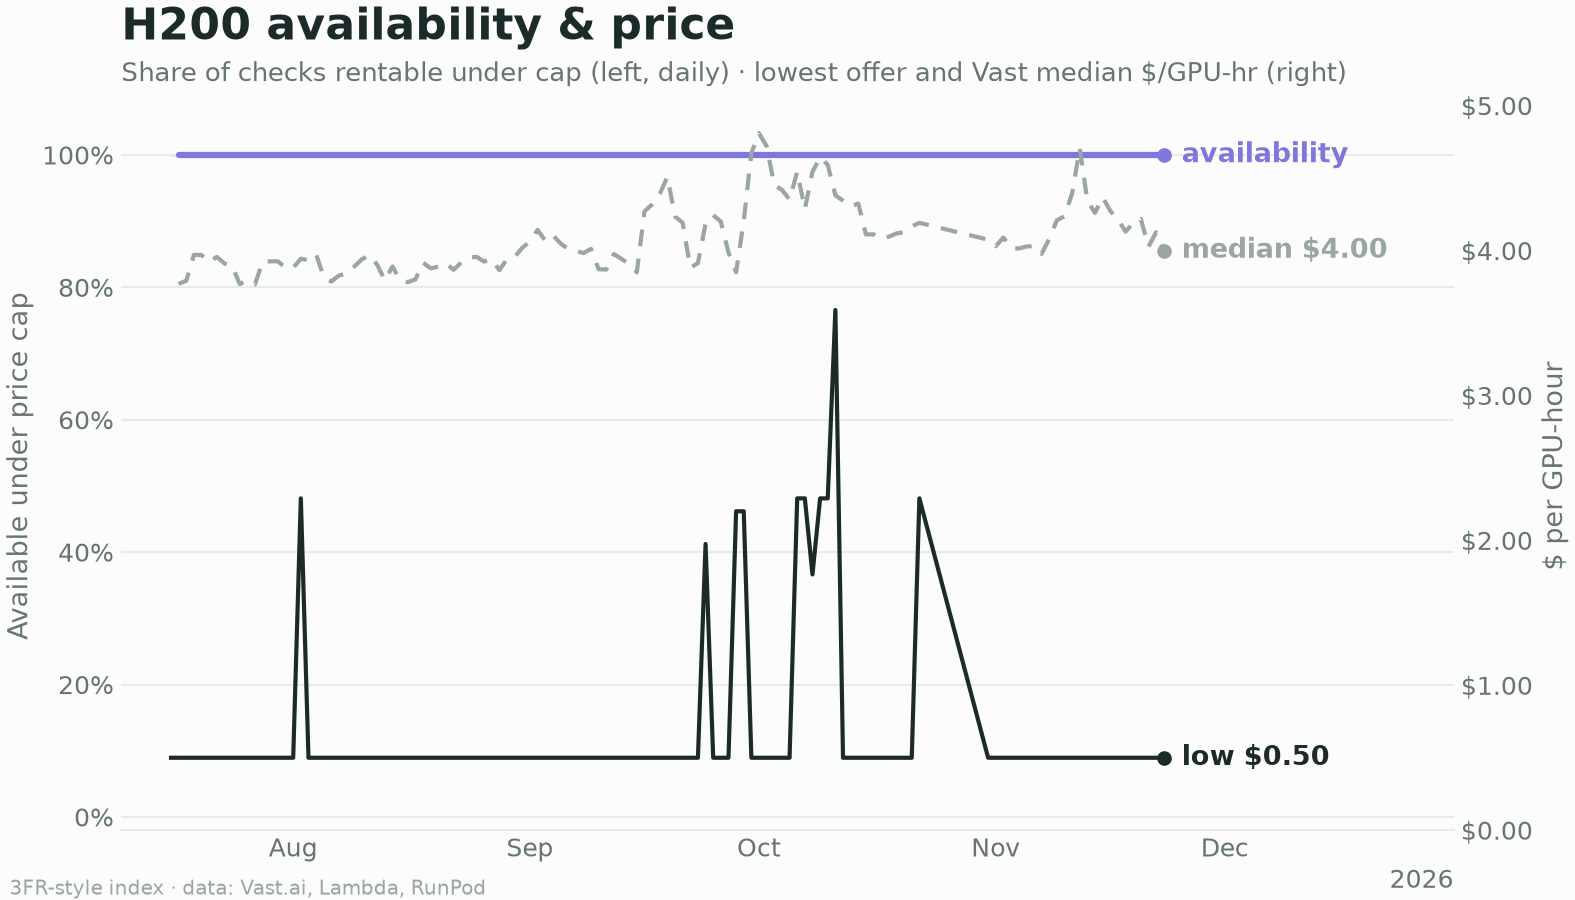 H200 availability & price
Share of checks rentable under cap (left, daily) · lowest offer and Vast median $/GPU-hr (right)
Available under price cap
100%
80%
60%
40%
20%
0%
availability
median $4.00
low $0.50
$5.00
$4.00
$3.00
$2.00
$1.00
$0.00
$ per GPU-hour
Aug Sep Oct Nov Dec
2026
3FR-style index · data: Vast.ai, Lambda, RunPod